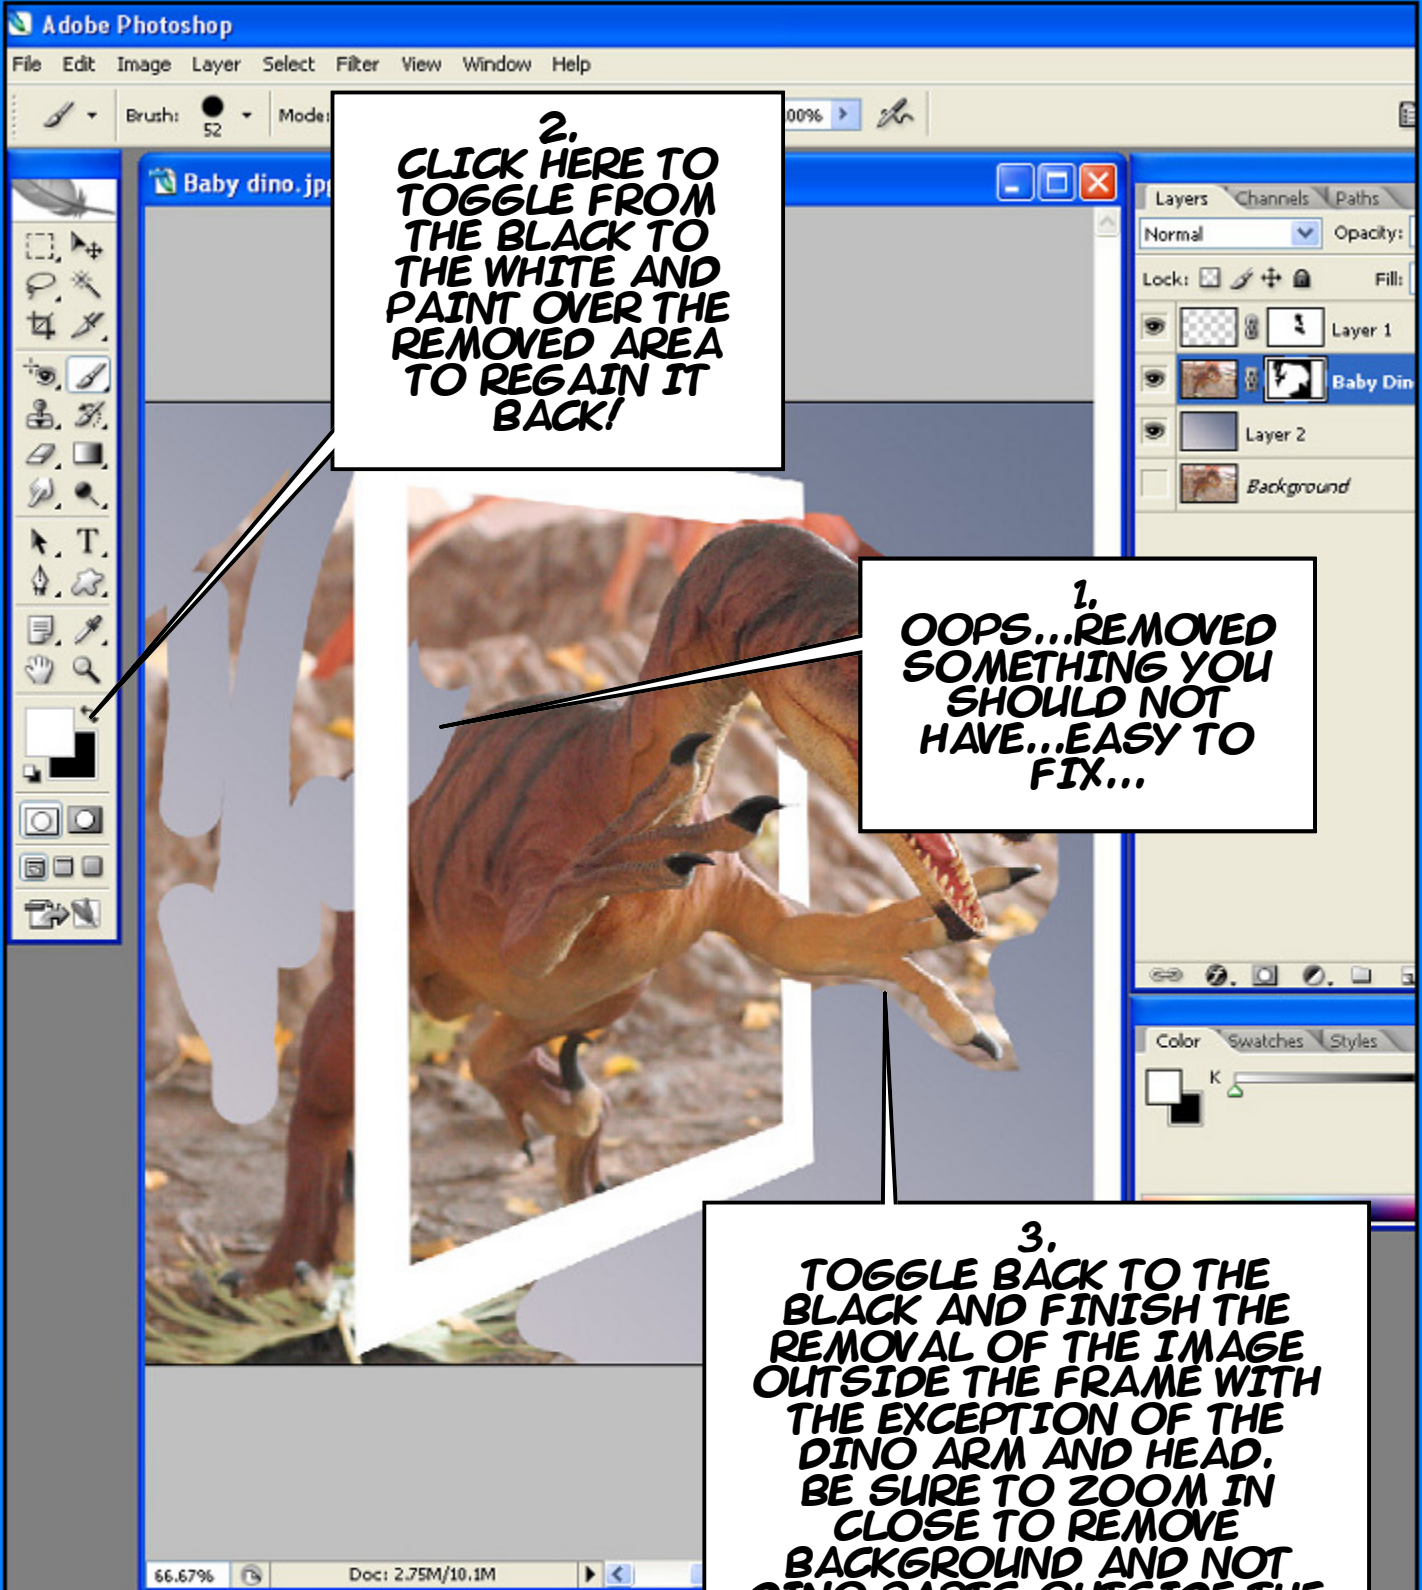 Adobe Photoshop
File Edit Image Layer Select Filter View Window Help
Brush: 52 Mode: 00%
Baby dino.jp
2.
CLICK HERE TO
TOGGLE FROM
THE BLACK TO
THE WHITE AND
PAINT OVER THE
REMOVED AREA
TO REGAIN IT
BACK!
Layers Channels Paths
Normal Opacity:
Lock: Fill:
Layer 1
Baby Din
Layer 2
Background
1.
OOPS...REMOVED
SOMETHING YOU
SHOULD NOT
HAVE...EASY TO
FIX...
Color Swatches Styles
K
3.
TOGGLE BACK TO THE
BLACK AND FINISH THE
REMOVAL OF THE IMAGE
OUTSIDE THE FRAME WITH
THE EXCEPTION OF THE
DINO ARM AND HEAD.
BE SURE TO ZOOM IN
CLOSE TO REMOVE
BACKGROUND AND NOT
DINO PARTS OUTSIDE THE
66.67% Doc: 2.75M/10.1M